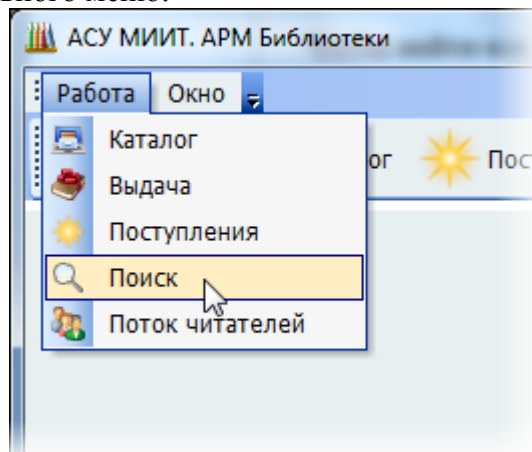 АСУ МИИТ. АРМ Библиотеки
Работа Окно
Каталог
Выдача
Поступления
Поиск
Поток читателей
ог
Пос